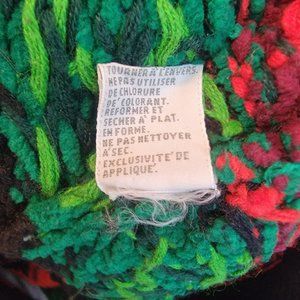 TOURNER À L'ENVERS.
NE PAS UTILISER
DE CHLORURE
DE' COLORANT.
REFORMER ET
SECHER A' PLAT.
EN FORME.
NE PAS NETTOYER
A' SEC.
EXCLUSIVITE' DE
APPLIQUE'.